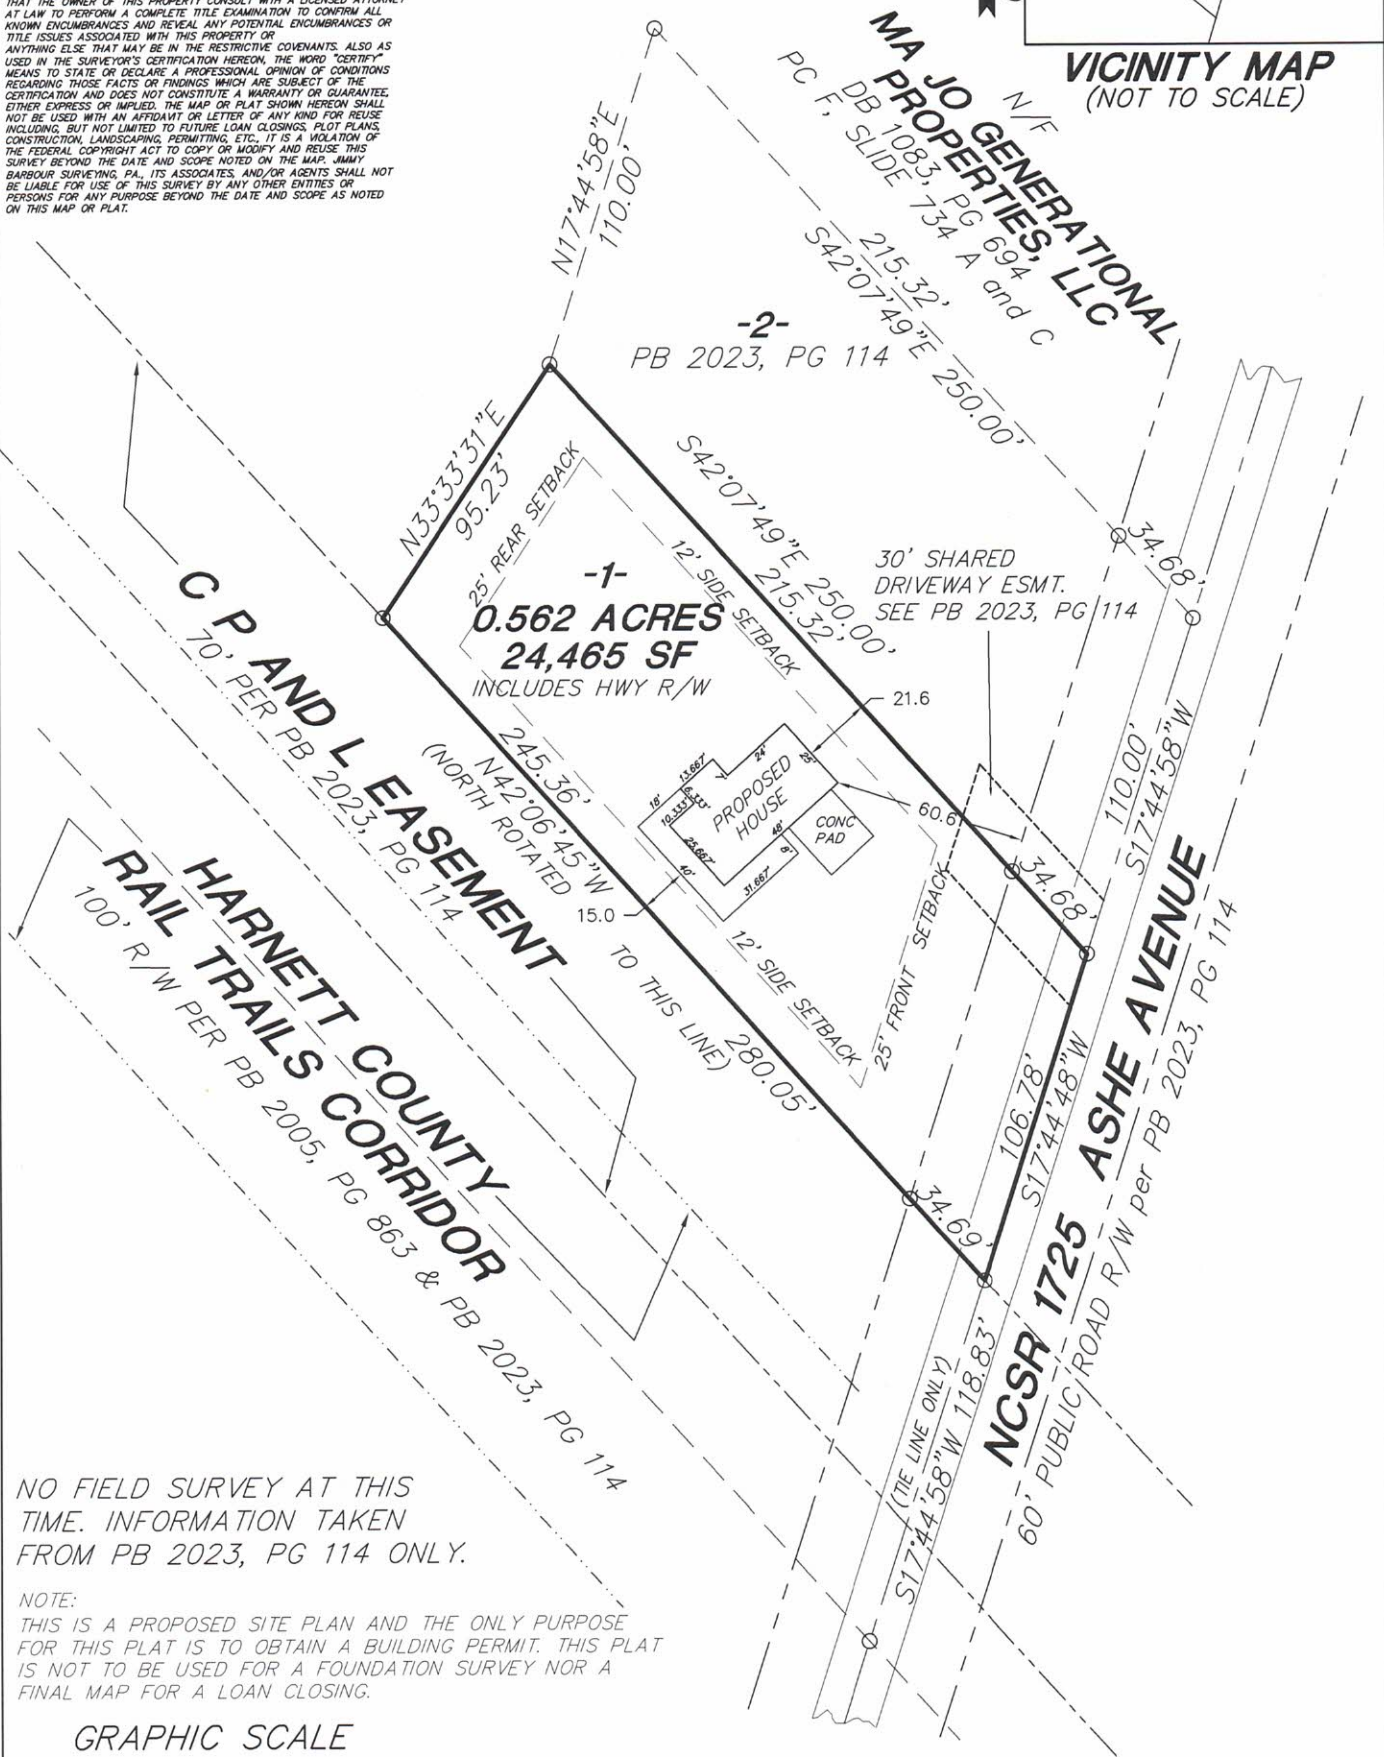 THAT THE OWNER OF THIS PROPERTY CONSULT WITH A LICENSED ATTORNEY
AT LAW TO PERFORM A COMPLETE TITLE EXAMINATION TO CONFIRM ALL
KNOWN ENCUMBRANCES AND REVEAL ANY POTENTIAL ENCUMBRANCES OR
TITLE ISSUES ASSOCIATED WITH THIS PROPERTY OR
ANYTHING ELSE THAT MAY BE IN THE RESTRICTIVE COVENANTS. ALSO AS
USED IN THE SURVEYOR'S CERTIFICATION HEREON, THE WORD "CERTIFY"
MEANS TO STATE OR DECLARE A PROFESSIONAL OPINION OF CONDITIONS
REGARDING THOSE FACTS OR FINDINGS WHICH ARE SUBJECT OF THE
CERTIFICATION AND DOES NOT CONSTITUTE A WARRANTY OR GUARANTEE,
EITHER EXPRESS OR IMPLIED. THE MAP OR PLAT SHOWN HEREON SHALL
NOT BE USED WITH AN AFFIDAVIT OR LETTER OF ANY KIND FOR REUSE
INCLUDING, BUT NOT LIMITED TO FUTURE LOAN CLOSINGS, PLOT PLANS,
CONSTRUCTION, LANDSCAPING, PERMITTING, ETC., IT IS A VIOLATION OF
THE FEDERAL COPYRIGHT ACT TO COPY OR MODIFY AND REUSE THIS
SURVEY BEYOND THE DATE AND SCOPE NOTED ON THE MAP. JIMMY
BARBOUR SURVEYING, PA., ITS ASSOCIATES, AND/OR AGENTS SHALL NOT
BE LIABLE FOR USE OF THIS SURVEY BY ANY OTHER ENTITIES OR
PERSONS FOR ANY PURPOSE BEYOND THE DATE AND SCOPE AS NOTED
ON THIS MAP OR PLAT.
VICINITY MAP
(NOT TO SCALE)
N/F
MA JO GENERATIONAL
PROPERTIES, LLC
DB 1083, PG 694
PC F, SLIDE 734 A and C
N17°44'58"E
110.00'
215.32'
S42°07'49"E 250.00'
-2-
PB 2023, PG 114
34.68'
N33°33'31"E
95.23'
25' REAR SETBACK
S42°07'49"E 250.00'
215.32'
12' SIDE SETBACK
30' SHARED
DRIVEWAY ESMT.
SEE PB 2023, PG 114
-1-
0.562 ACRES
24,465 SF
INCLUDES HWY R/W
21.6
110.00'
S17°44'58"W
C P AND L EASEMENT
70' PER PB 2023, PG 114
245.36'
N42°06'45"W
(NORTH ROTATED
TO THIS LINE)
280.05'
PROPOSED
HOUSE
CONC
PAD
18'
13.667'
6.333'
10.333'
24'
25'
25.667'
48'
8'
40'
31.667'
60.6
15.0
34.68'
25' FRONT SETBACK
12' SIDE SETBACK
HARNETT COUNTY
RAIL TRAILS CORRIDOR
100' R/W PER PB 2005, PG 863 & PB 2023, PG 114
106.78'
S17°44'48"W
34.69'
NCSR 1725 ASHE AVENUE
60' PUBLIC ROAD R/W per PB 2023, PG 114
(TIE LINE ONLY)
S17°44'58"W 118.83'
NO FIELD SURVEY AT THIS
TIME. INFORMATION TAKEN
FROM PB 2023, PG 114 ONLY.
NOTE:
THIS IS A PROPOSED SITE PLAN AND THE ONLY PURPOSE
FOR THIS PLAT IS TO OBTAIN A BUILDING PERMIT. THIS PLAT
IS NOT TO BE USED FOR A FOUNDATION SURVEY NOR A
FINAL MAP FOR A LOAN CLOSING.
GRAPHIC SCALE